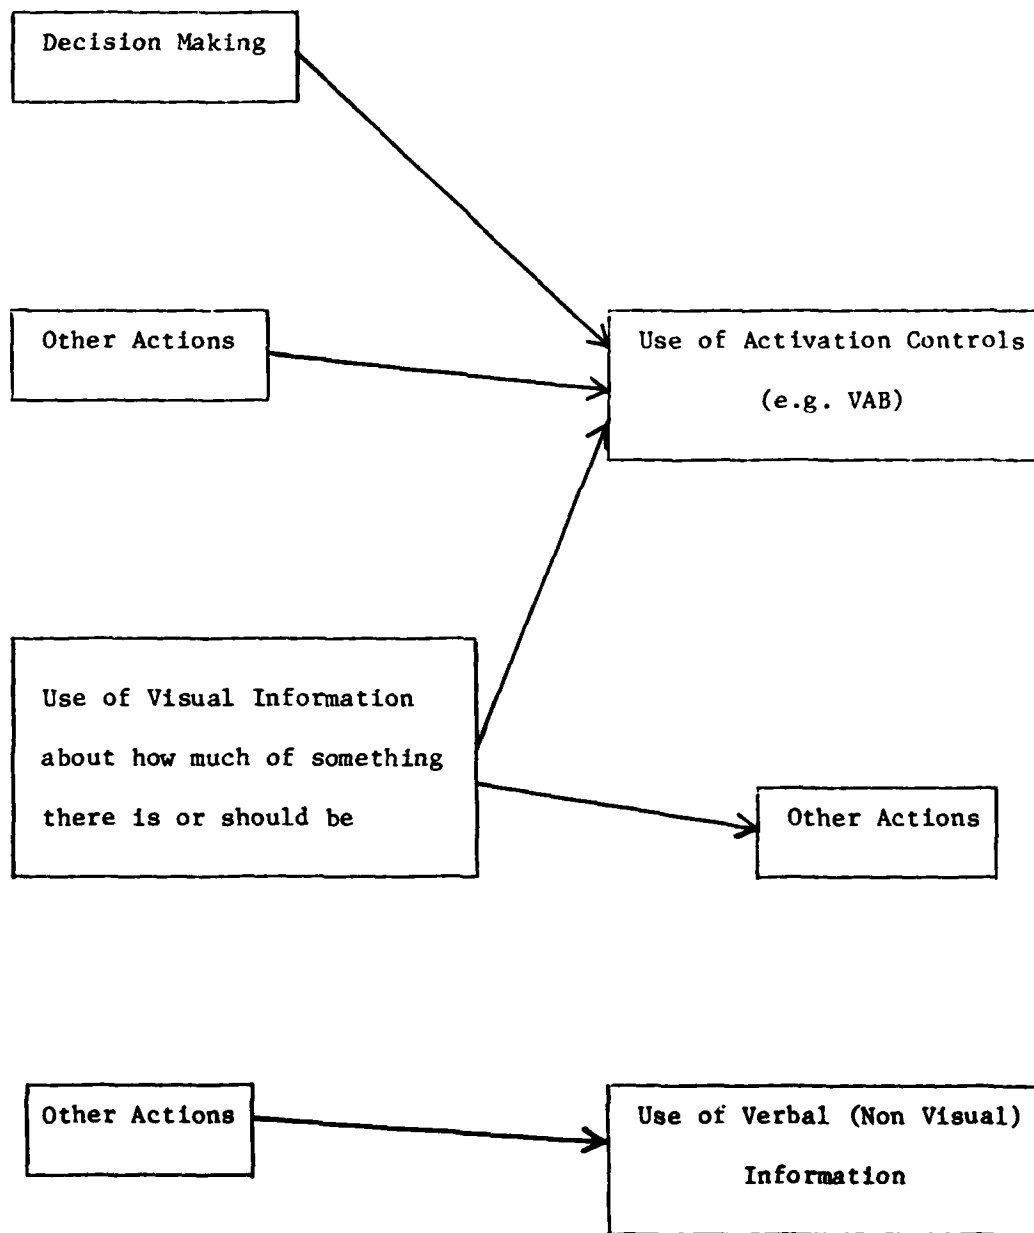 Decision Making
Other Actions
Use of Activation Controls
(e.g. VAB)
Use of Visual Information
about how much of something
there is or should be
Other Actions
Other Actions
Use of Verbal (Non Visual)
Information